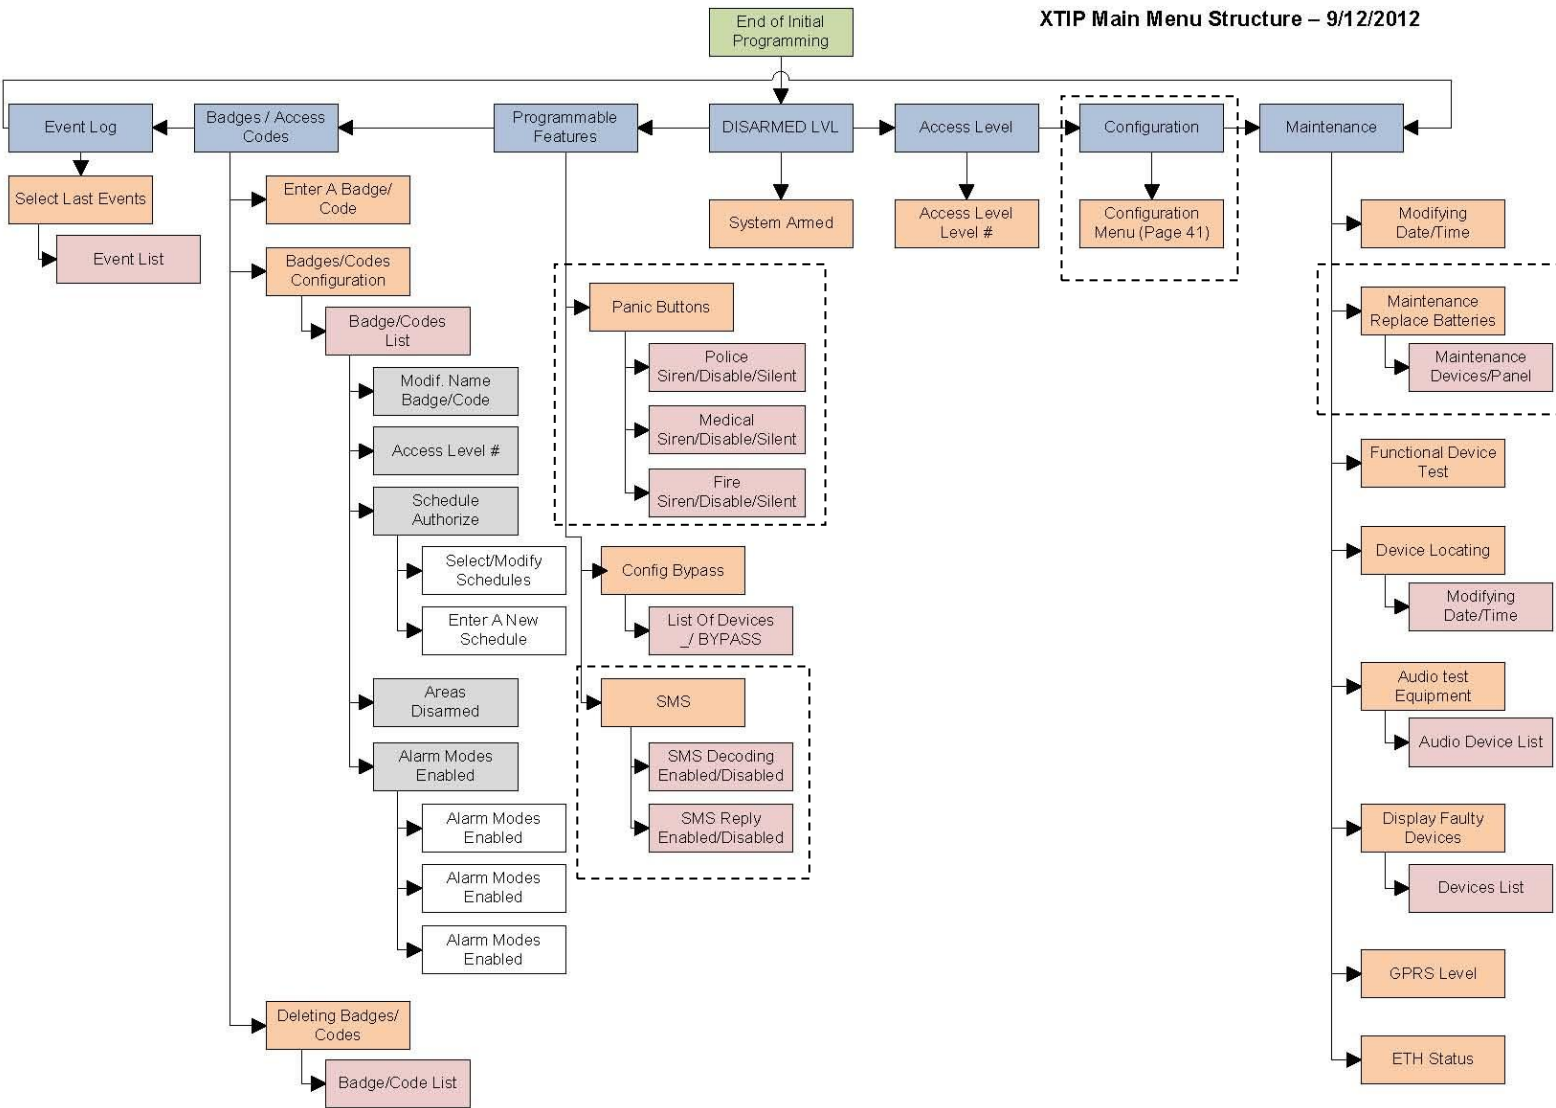 XTIP Main Menu Structure – 9/12/2012
End of Initial
Programming
Event Log
Badges / Access
Codes
Programmable
Features
DISARMED LVL
Access Level
Configuration
Maintenance
Select Last Events
Event List
Enter A Badge/
Code
Badges/Codes
Configuration
Badge/Codes
List
Modif. Name
Badge/Code
Access Level #
Schedule
Authorize
Select/Modify
Schedules
Enter A New
Schedule
Areas
Disarmed
Alarm Modes
Enabled
Alarm Modes
Enabled
Alarm Modes
Enabled
Alarm Modes
Enabled
Deleting Badges/
Codes
Badge/Code List
Panic Buttons
Police
Siren/Disable/Silent
Medical
Siren/Disable/Silent
Fire
Siren/Disable/Silent
Config Bypass
List Of Devices
_/ BYPASS
SMS
SMS Decoding
Enabled/Disabled
SMS Reply
Enabled/Disabled
System Armed
Access Level
Level #
Configuration
Menu (Page 41)
Modifying
Date/Time
Maintenance
Replace Batteries
Maintenance
Devices/Panel
Functional Device
Test
Device Locating
Modifying
Date/Time
Audio test
Equipment
Audio Device List
Display Faulty
Devices
Devices List
GPRS Level
ETH Status